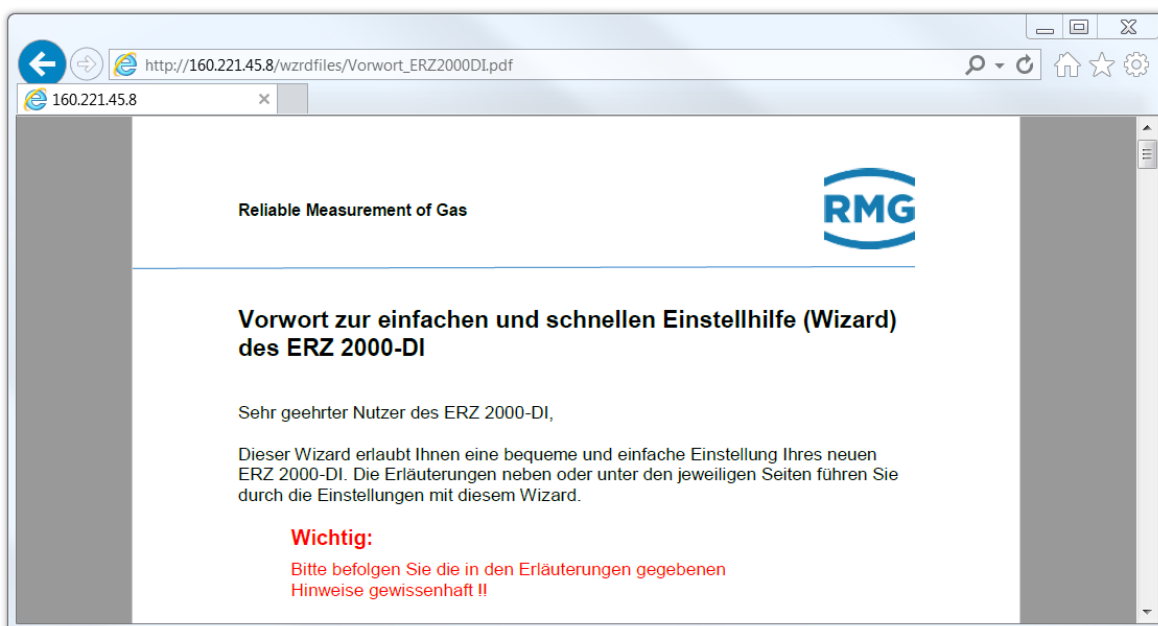 http://160.221.45.8/wzrdfiles/Vorwort_ERZ2000DI.pdf
160.221.45.8
Reliable Measurement of Gas
RMG
Vorwort zur einfachen und schnellen Einstellhilfe (Wizard)
des ERZ 2000-DI
Sehr geehrter Nutzer des ERZ 2000-DI,
Dieser Wizard erlaubt Ihnen eine bequeme und einfache Einstellung Ihres neuen
ERZ 2000-DI. Die Erläuterungen neben oder unter den jeweiligen Seiten führen Sie
durch die Einstellungen mit diesem Wizard.
Wichtig:
Bitte befolgen Sie die in den Erläuterungen gegebenen
Hinweise gewissenhaft !!